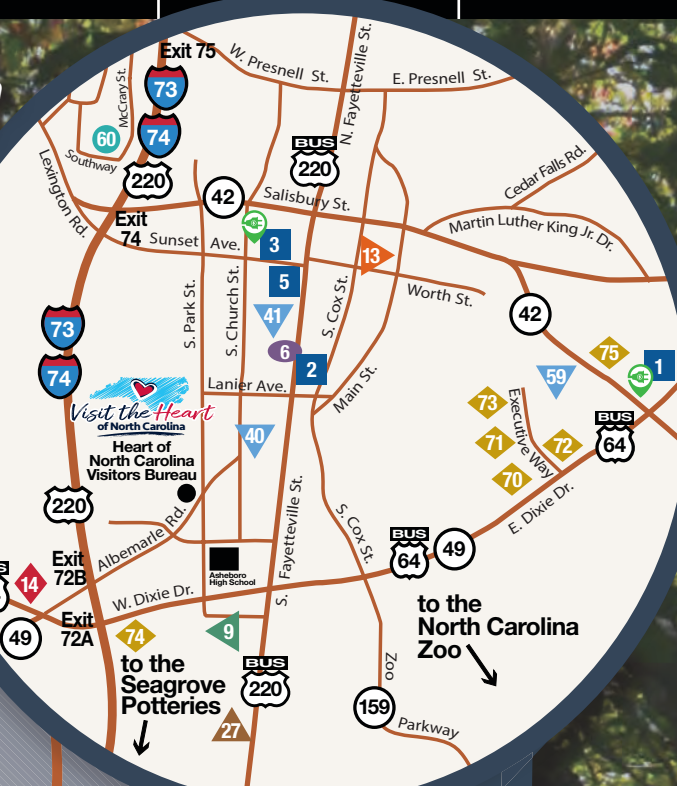 Exit 75
73
74
220
McCrary St.
60
Southway
Lexington Rd.
W. Presnell St.
E. Presnell St.
N. Fayetteville St.
BUS
220
42
Salisbury St.
Exit
74
Sunset Ave.
3
5
13
Cedar Falls Rd.
Martin Luther King Jr. Dr.
Worth St.
42
S. Park St.
S. Church St.
S. Cox St.
41
6
2
Lanier Ave.
Main St.
73
74
Visit the Heart
of North Carolina
Heart of
North Carolina
Visitors Bureau
40
75
1
59
73
Executive Way
71
72
70
BUS
64
E. Dixie Dr.
220
Albemarle Rd.
S. Fayetteville St.
S. Cox St.
BUS
64
49
Asheboro
High School
Exit
72B
14
W. Dixie Dr.
Exit
72A
49
74
9
to the
Seagrove
Potteries
BUS
220
27
to the
North Carolina
Zoo
Zoo
159
Parkway